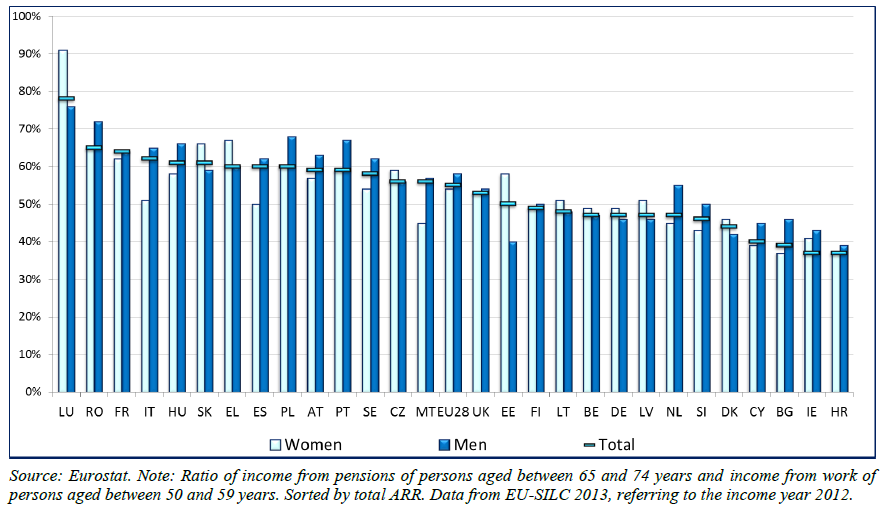 100%
90%
80%
70%
60%
50%
40%
30%
20%
10%
0%
LU RO FR IT HU SK EL ES PL AT PT SE CZ MT EU28 UK EE FI LT BE DE LV NL SI DK CY BG IE HR
Women Men Total
Source: Eurostat. Note: Ratio of income from pensions of persons aged between 65 and 74 years and income from work of
persons aged between 50 and 59 years. Sorted by total ARR. Data from EU-SILC 2013, referring to the income year 2012.